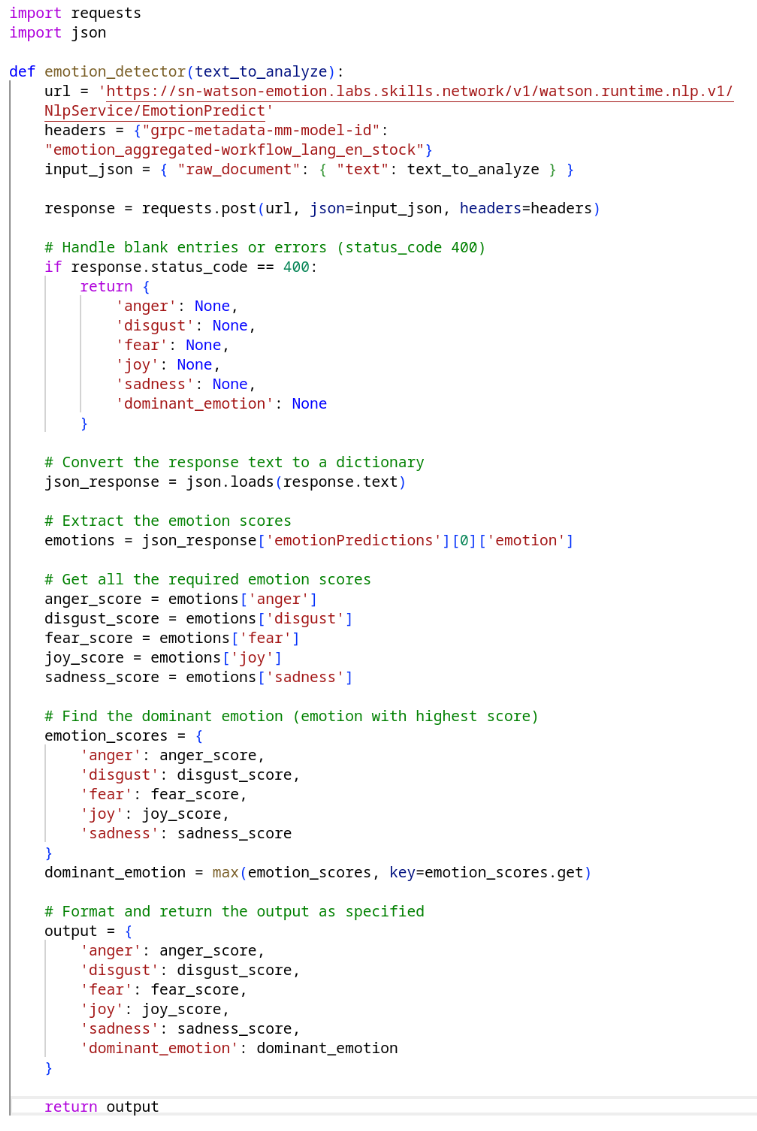 import requests
import json

def emotion_detector(text_to_analyze):
    url = 'https://sn-watson-emotion.labs.skills.network/v1/watson.runtime.nlp.v1/
    NlpService/EmotionPredict'
    headers = {"grpc-metadata-mm-model-id":
    "emotion_aggregated-workflow_lang_en_stock"}
    input_json = { "raw_document": { "text": text_to_analyze } }

    response = requests.post(url, json=input_json, headers=headers)

    # Handle blank entries or errors (status_code 400)
    if response.status_code == 400:
        return {
            'anger': None,
            'disgust': None,
            'fear': None,
            'joy': None,
            'sadness': None,
            'dominant_emotion': None
        }

    # Convert the response text to a dictionary
    json_response = json.loads(response.text)

    # Extract the emotion scores
    emotions = json_response['emotionPredictions'][0]['emotion']

    # Get all the required emotion scores
    anger_score = emotions['anger']
    disgust_score = emotions['disgust']
    fear_score = emotions['fear']
    joy_score = emotions['joy']
    sadness_score = emotions['sadness']

    # Find the dominant emotion (emotion with highest score)
    emotion_scores = {
        'anger': anger_score,
        'disgust': disgust_score,
        'fear': fear_score,
        'joy': joy_score,
        'sadness': sadness_score
    }
    dominant_emotion = max(emotion_scores, key=emotion_scores.get)

    # Format and return the output as specified
    output = {
        'anger': anger_score,
        'disgust': disgust_score,
        'fear': fear_score,
        'joy': joy_score,
        'sadness': sadness_score,
        'dominant_emotion': dominant_emotion
    }

    return output